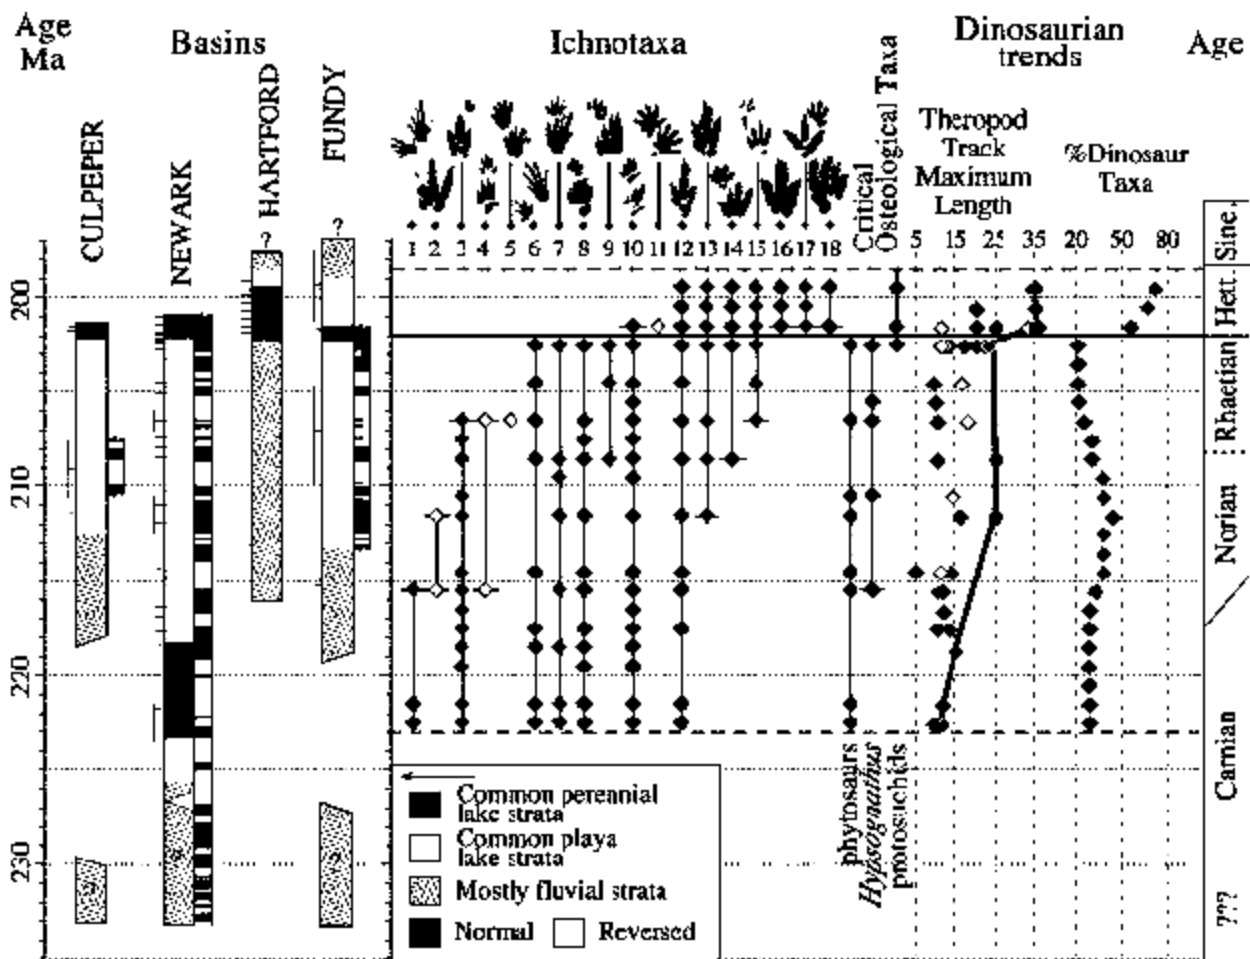 Age
Ma
Basins
Ichnotaxa
Dinosaurian
trends
Age
CULPEPER
NEWARK
HARTFORD
FUNDY
?
?
Critical
Osteological Taxa
Theropod
Track
Maximum
Length
%Dinosaur
Taxa
1 2 3 4 5 6 7 8 9 10 11 12 13 14 15 16 17 18
5 15 25 35
20 50 80
200
210
220
230
Sine.
Hett
Rhaetian
Norian
Carnian
???
phytosaurs
Hypsognathus
protosuchids
?
?
?
Common perennial
lake strata
Common playa
lake strata
Mostly fluvial strata
Normal
Reversed